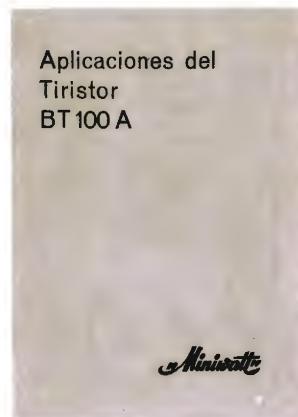 Aplicaciones del
Tiristor
BT 100 A
„Miniwatt”